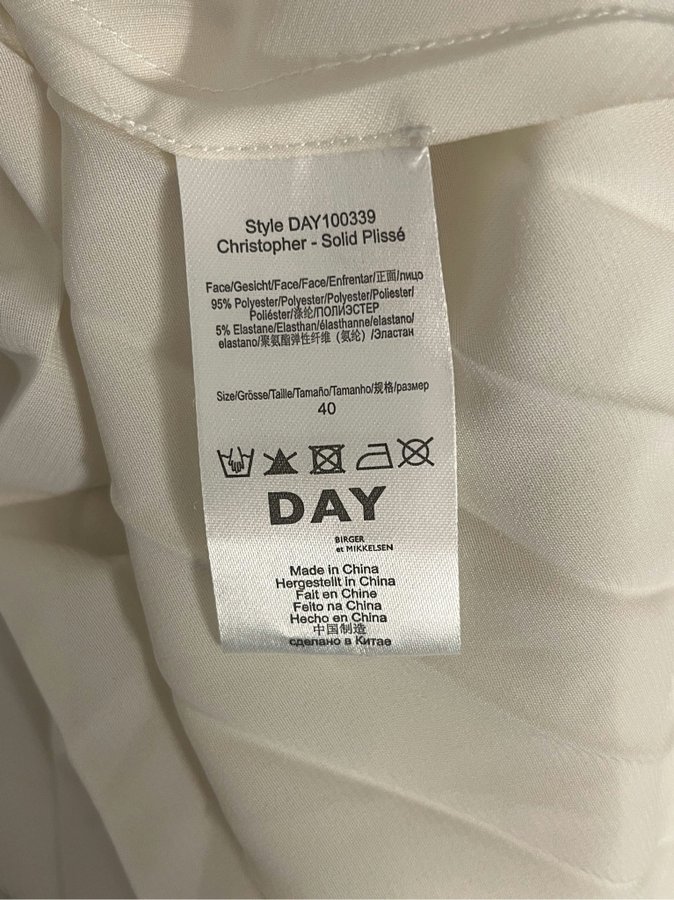 Style DAY100339
Christopher - Solid Plissé
Face/Gesicht/Face/Face/Enfrentar/正面/лицо
95% Polyester/Polyester/Polyester/Poliester/
Poliéster/涤纶/ПОЛИЭСТЕР
5% Elastane/Elasthan/élasthanne/elastano/
elastano/聚氨酯弹性纤维（氨纶）/Эластан
Size/Grösse/Taille/Tamaño/Tamanho/规格/размер
40
DAY
BIRGER
et MIKKELSEN
Made in China
Hergestellt in China
Fait en Chine
Feito na China
Hecho en China
中国制造
сделано в Китае